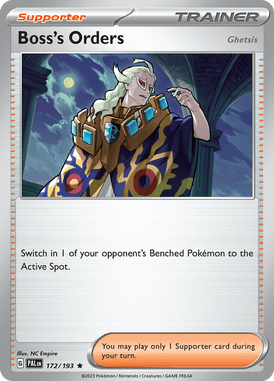 Supporter
TRAINER
Boss's Orders
Ghetsis
Switch in 1 of your opponent's Benched Pokémon to the
Active Spot.
You may play only 1 Supporter card during
your turn.
Illus. NC Empire
G PAL EN 172/193 ★
©2023 Pokémon / Nintendo / Creatures / GAME FREAK